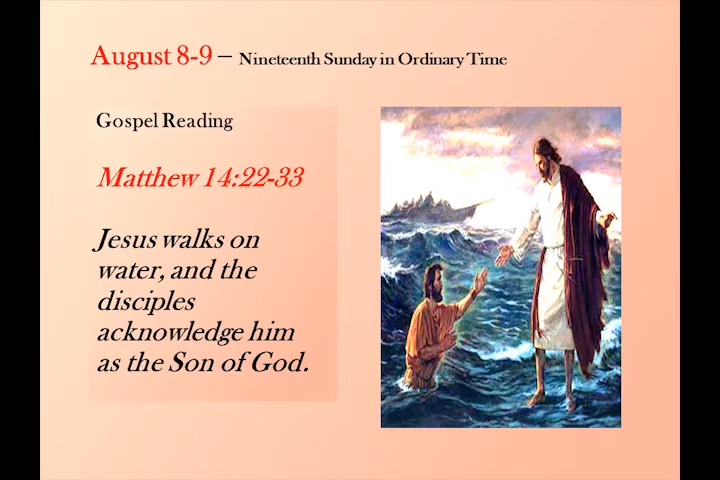 August 8-9 – Nineteenth Sunday in Ordinary Time
Gospel Reading
Matthew 14:22-33
Jesus walks on
water, and the
disciples
acknowledge him
as the Son of God.